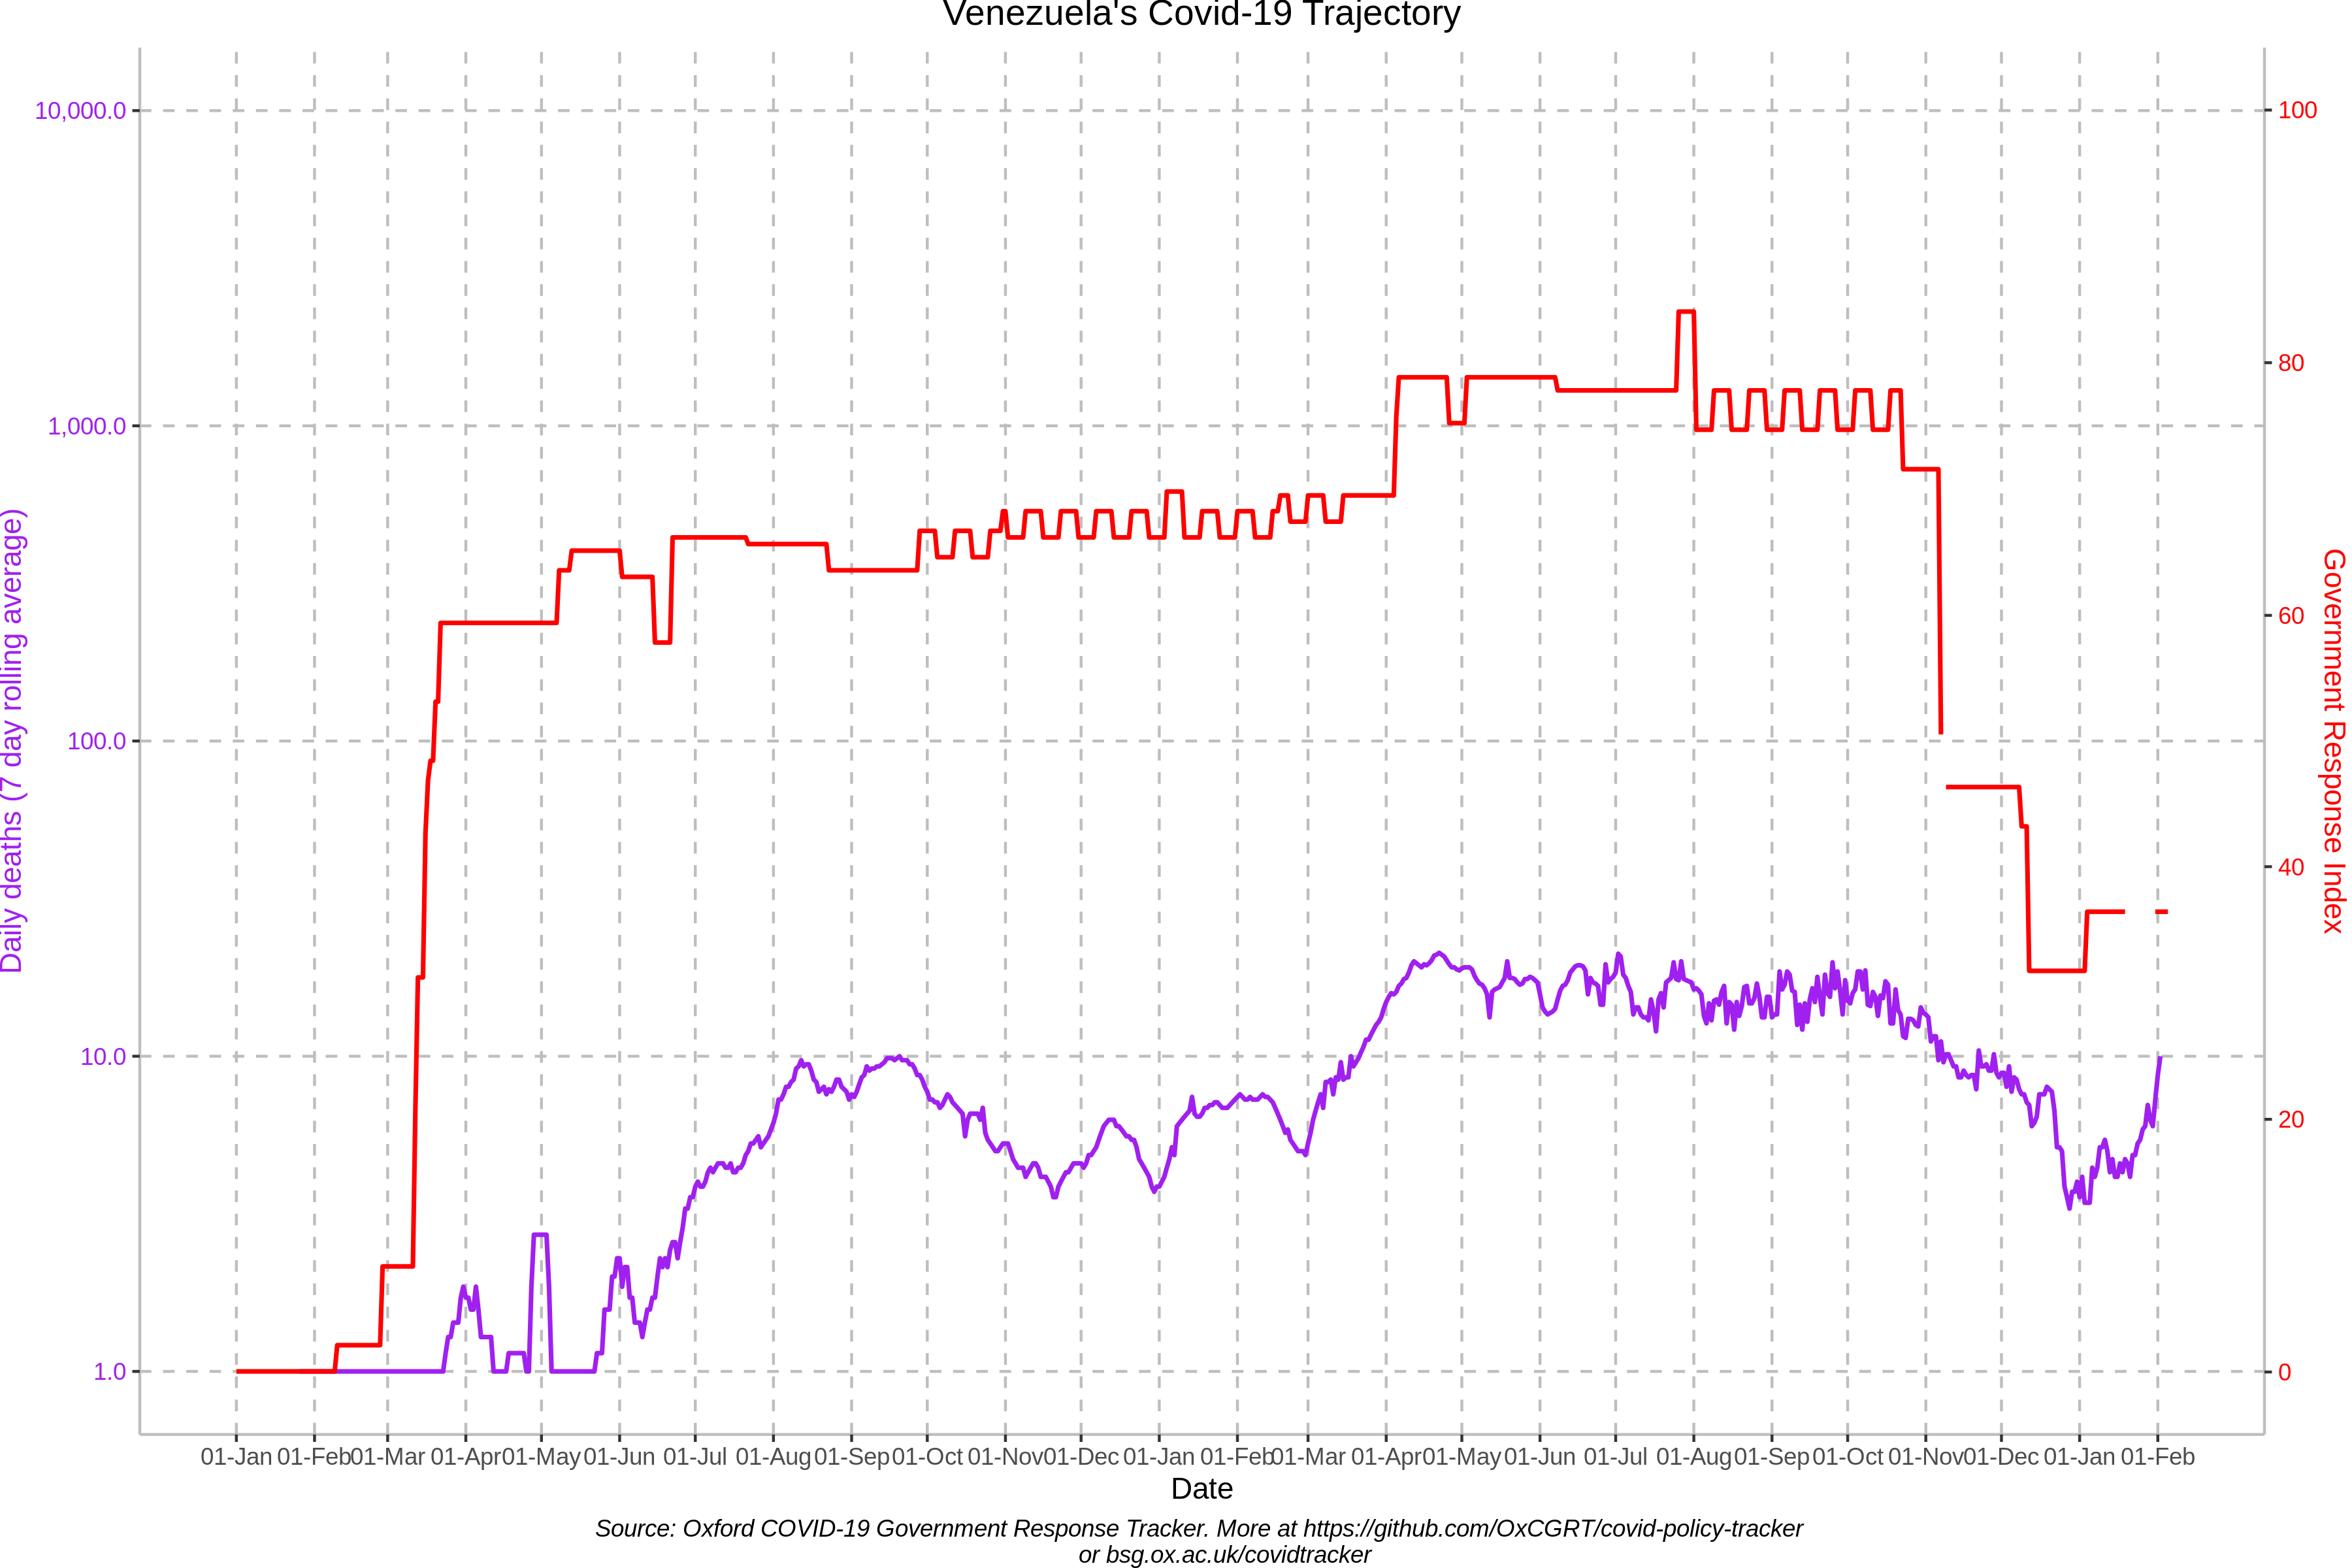 Venezuela's Covid-19 Trajectory
10,000.0
1,000.0
100.0
10.0
1.0
Daily deaths (7 day rolling average)
100
80
60
40
20
0
Government Response Index
01-Jan 01-Feb 01-Mar 01-Apr 01-May 01-Jun 01-Jul 01-Aug 01-Sep 01-Oct 01-Nov 01-Dec 01-Jan 01-Feb 01-Mar 01-Apr 01-May 01-Jun 01-Jul 01-Aug 01-Sep 01-Oct 01-Nov 01-Dec 01-Jan 01-Feb
Date
Source: Oxford COVID-19 Government Response Tracker. More at https://github.com/OxCGRT/covid-policy-tracker
or bsg.ox.ac.uk/covidtracker